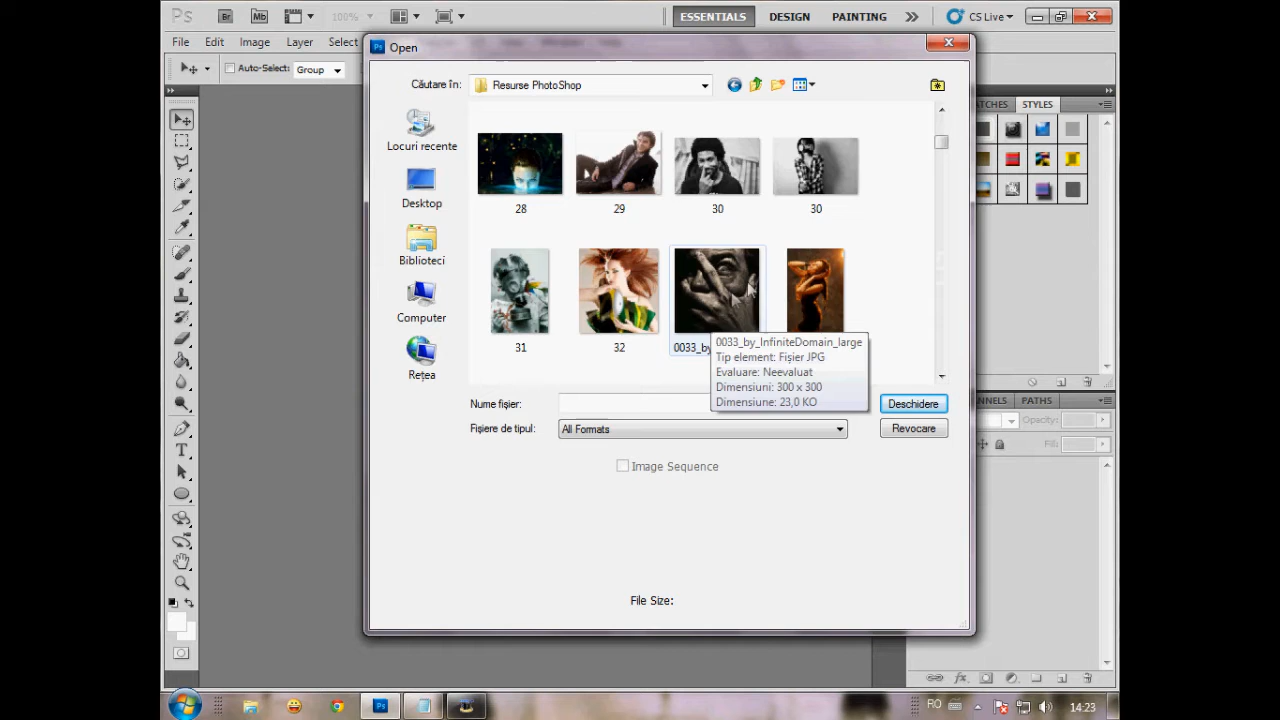 Ps Br Mb 100% ESSENTIALS DESIGN PAINTING CS Live
File Edit Image Layer Select
Auto-Select: Group
Open
Căutare în: Resurse PhotoShop
Locuri recente
Desktop
Biblioteci
Computer
Rețea
28 29 30 30
31 32 0033_by
0033_by_InfiniteDomain_large
Tip element: Fișier JPG
Evaluare: Neevaluat
Dimensiuni: 300 x 300
Dimensiune: 23,0 KO
Nume fișier: Deschidere
Fișiere de tipul: All Formats Revocare
Image Sequence
File Size:
STYLES
PATHS
Opacity:
Fill:
RO 14:23